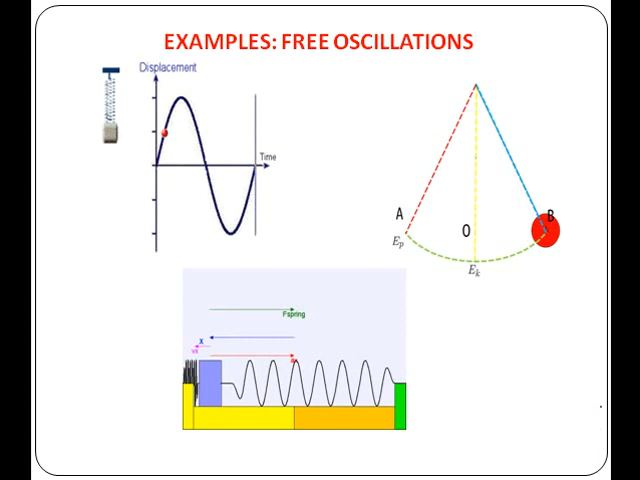 EXAMPLES: FREE OSCILLATIONS
Displacement
Time
A
B
O
Ep
Ek
Fspring
X